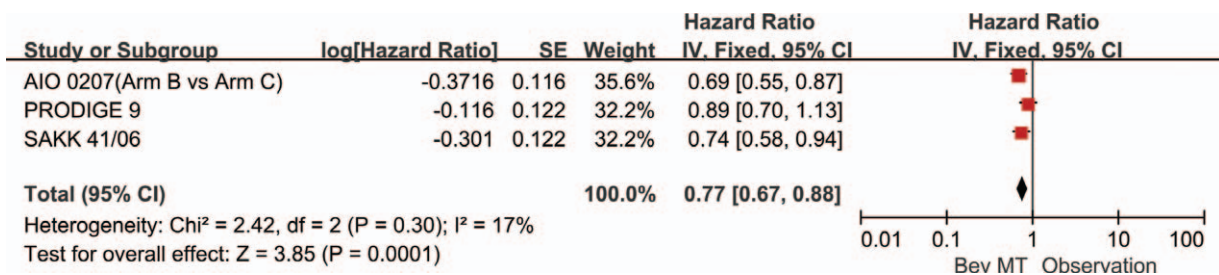 Hazard Ratio Hazard Ratio
Study or Subgroup log[Hazard Ratio] SE Weight IV, Fixed, 95% CI IV, Fixed, 95% CI
AIO 0207(Arm B vs Arm C) -0.3716 0.116 35.6% 0.69 [0.55, 0.87]
PRODIGE 9 -0.116 0.122 32.2% 0.89 [0.70, 1.13]
SAKK 41/06 -0.301 0.122 32.2% 0.74 [0.58, 0.94]
Total (95% CI) 100.0% 0.77 [0.67, 0.88]
Heterogeneity: Chi² = 2.42, df = 2 (P = 0.30); I² = 17%
Test for overall effect: Z = 3.85 (P = 0.0001)
0.01 0.1 1 10 100
Bev MT Observation